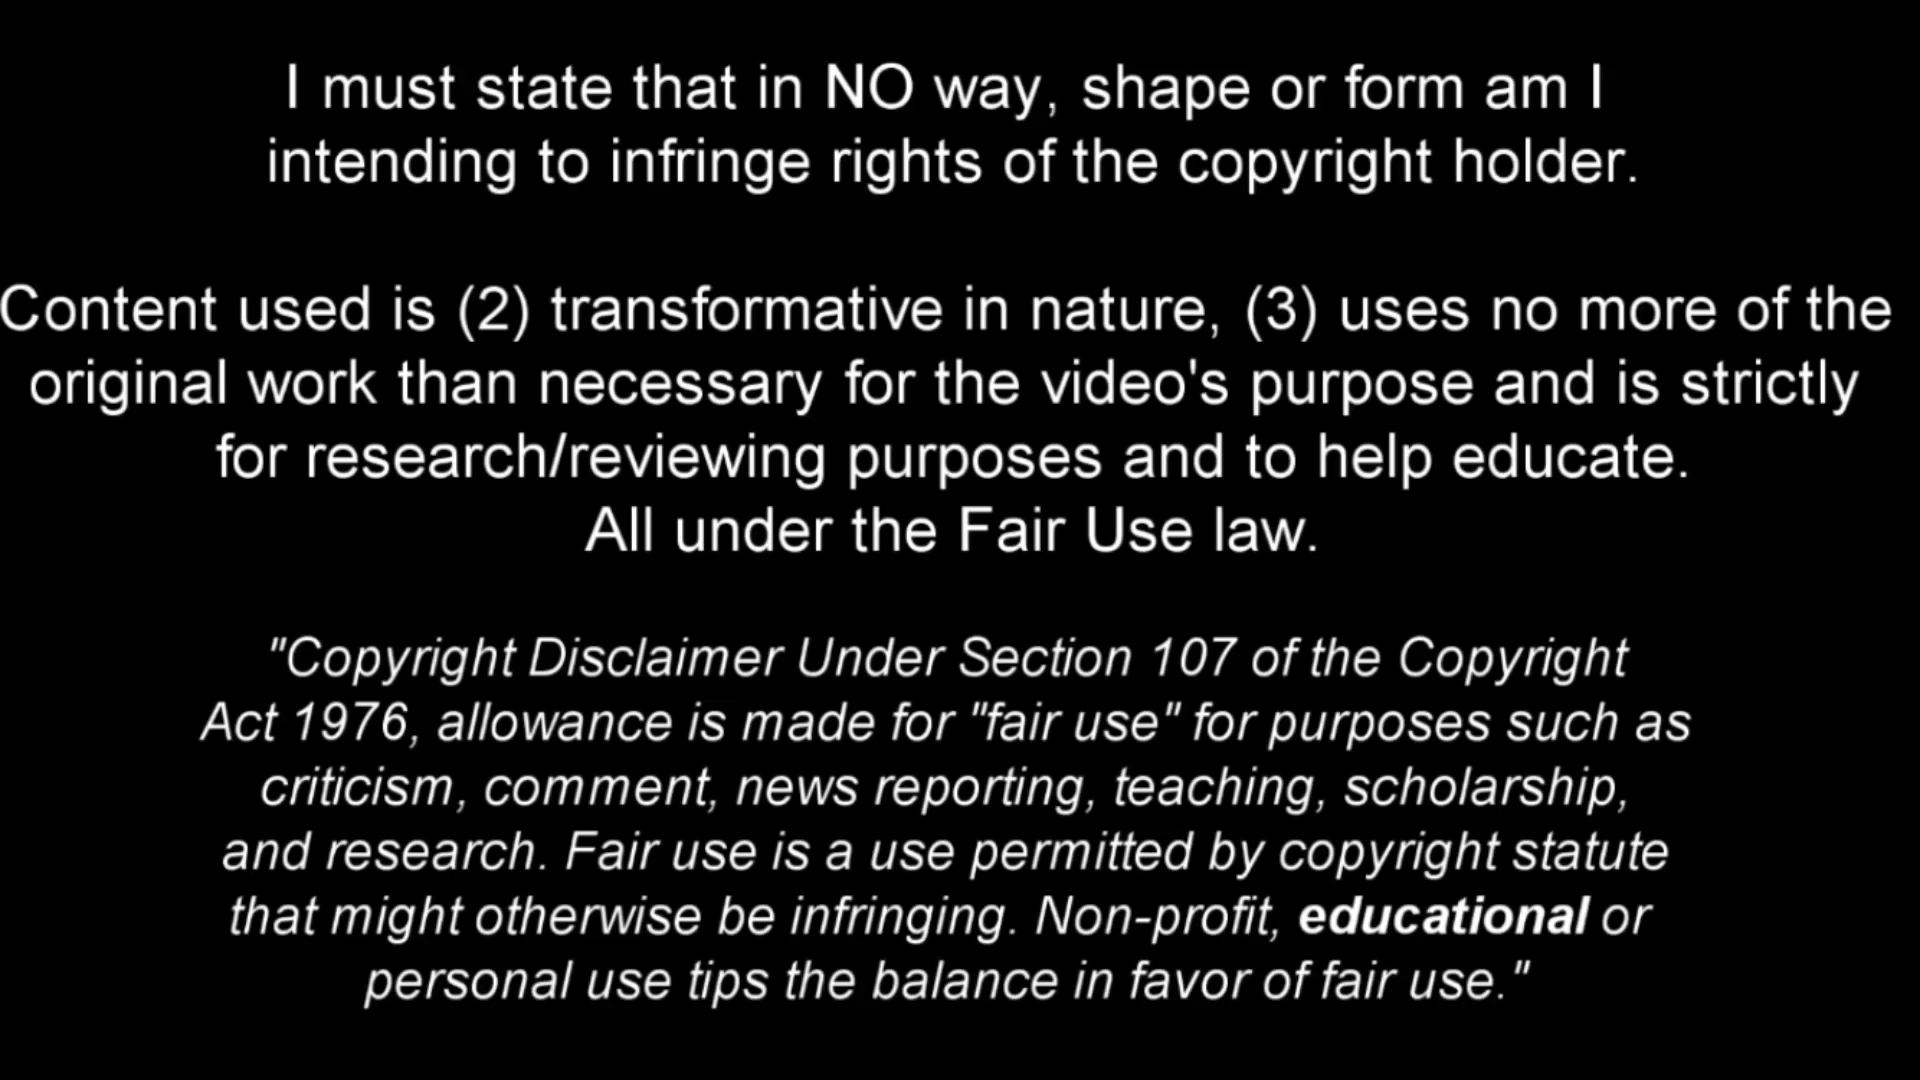 I must state that in NO way, shape or form am I
intending to infringe rights of the copyright holder.
Content used is (2) transformative in nature, (3) uses no more of the
original work than necessary for the video's purpose and is strictly
for research/reviewing purposes and to help educate.
All under the Fair Use law.
"Copyright Disclaimer Under Section 107 of the Copyright
Act 1976, allowance is made for "fair use" for purposes such as
criticism, comment, news reporting, teaching, scholarship,
and research. Fair use is a use permitted by copyright statute
that might otherwise be infringing. Non-profit, educational or
personal use tips the balance in favor of fair use."